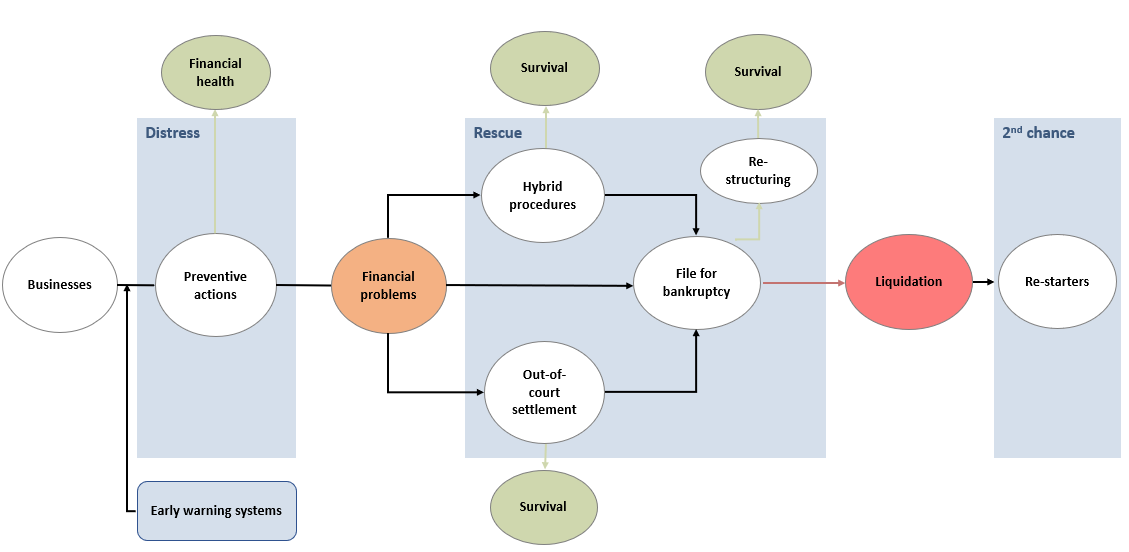 Financial
health
Survival
Survival
Distress
Rescue
2nd chance
Re-
structuring
Hybrid
procedures
Businesses
Preventive
actions
Financial
problems
File for
bankruptcy
Liquidation
Re-starters
Out-of-
court
settlement
Early warning systems
Survival